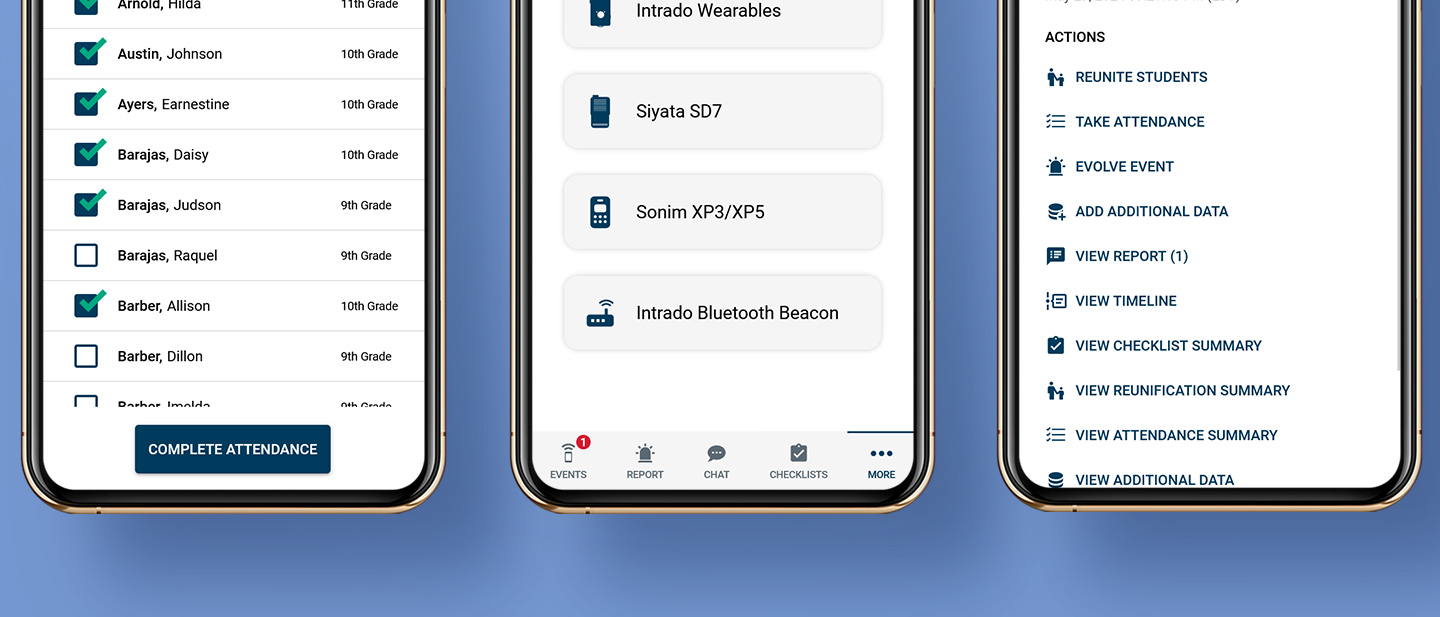 Arnold, Hilda 11th Grade
Austin, Johnson 10th Grade
Ayers, Earnestine 10th Grade
Barajas, Daisy 10th Grade
Barajas, Judson 9th Grade
Barajas, Raquel 9th Grade
Barber, Allison 10th Grade
Barber, Dillon 9th Grade
Barber, Imelda 9th Grade
COMPLETE ATTENDANCE
Intrado Wearables
Siyata SD7
Sonim XP3/XP5
Intrado Bluetooth Beacon
1
EVENTS REPORT CHAT CHECKLISTS MORE
ACTIONS
REUNITE STUDENTS
TAKE ATTENDANCE
EVOLVE EVENT
ADD ADDITIONAL DATA
VIEW REPORT (1)
VIEW TIMELINE
VIEW CHECKLIST SUMMARY
VIEW REUNIFICATION SUMMARY
VIEW ATTENDANCE SUMMARY
VIEW ADDITIONAL DATA